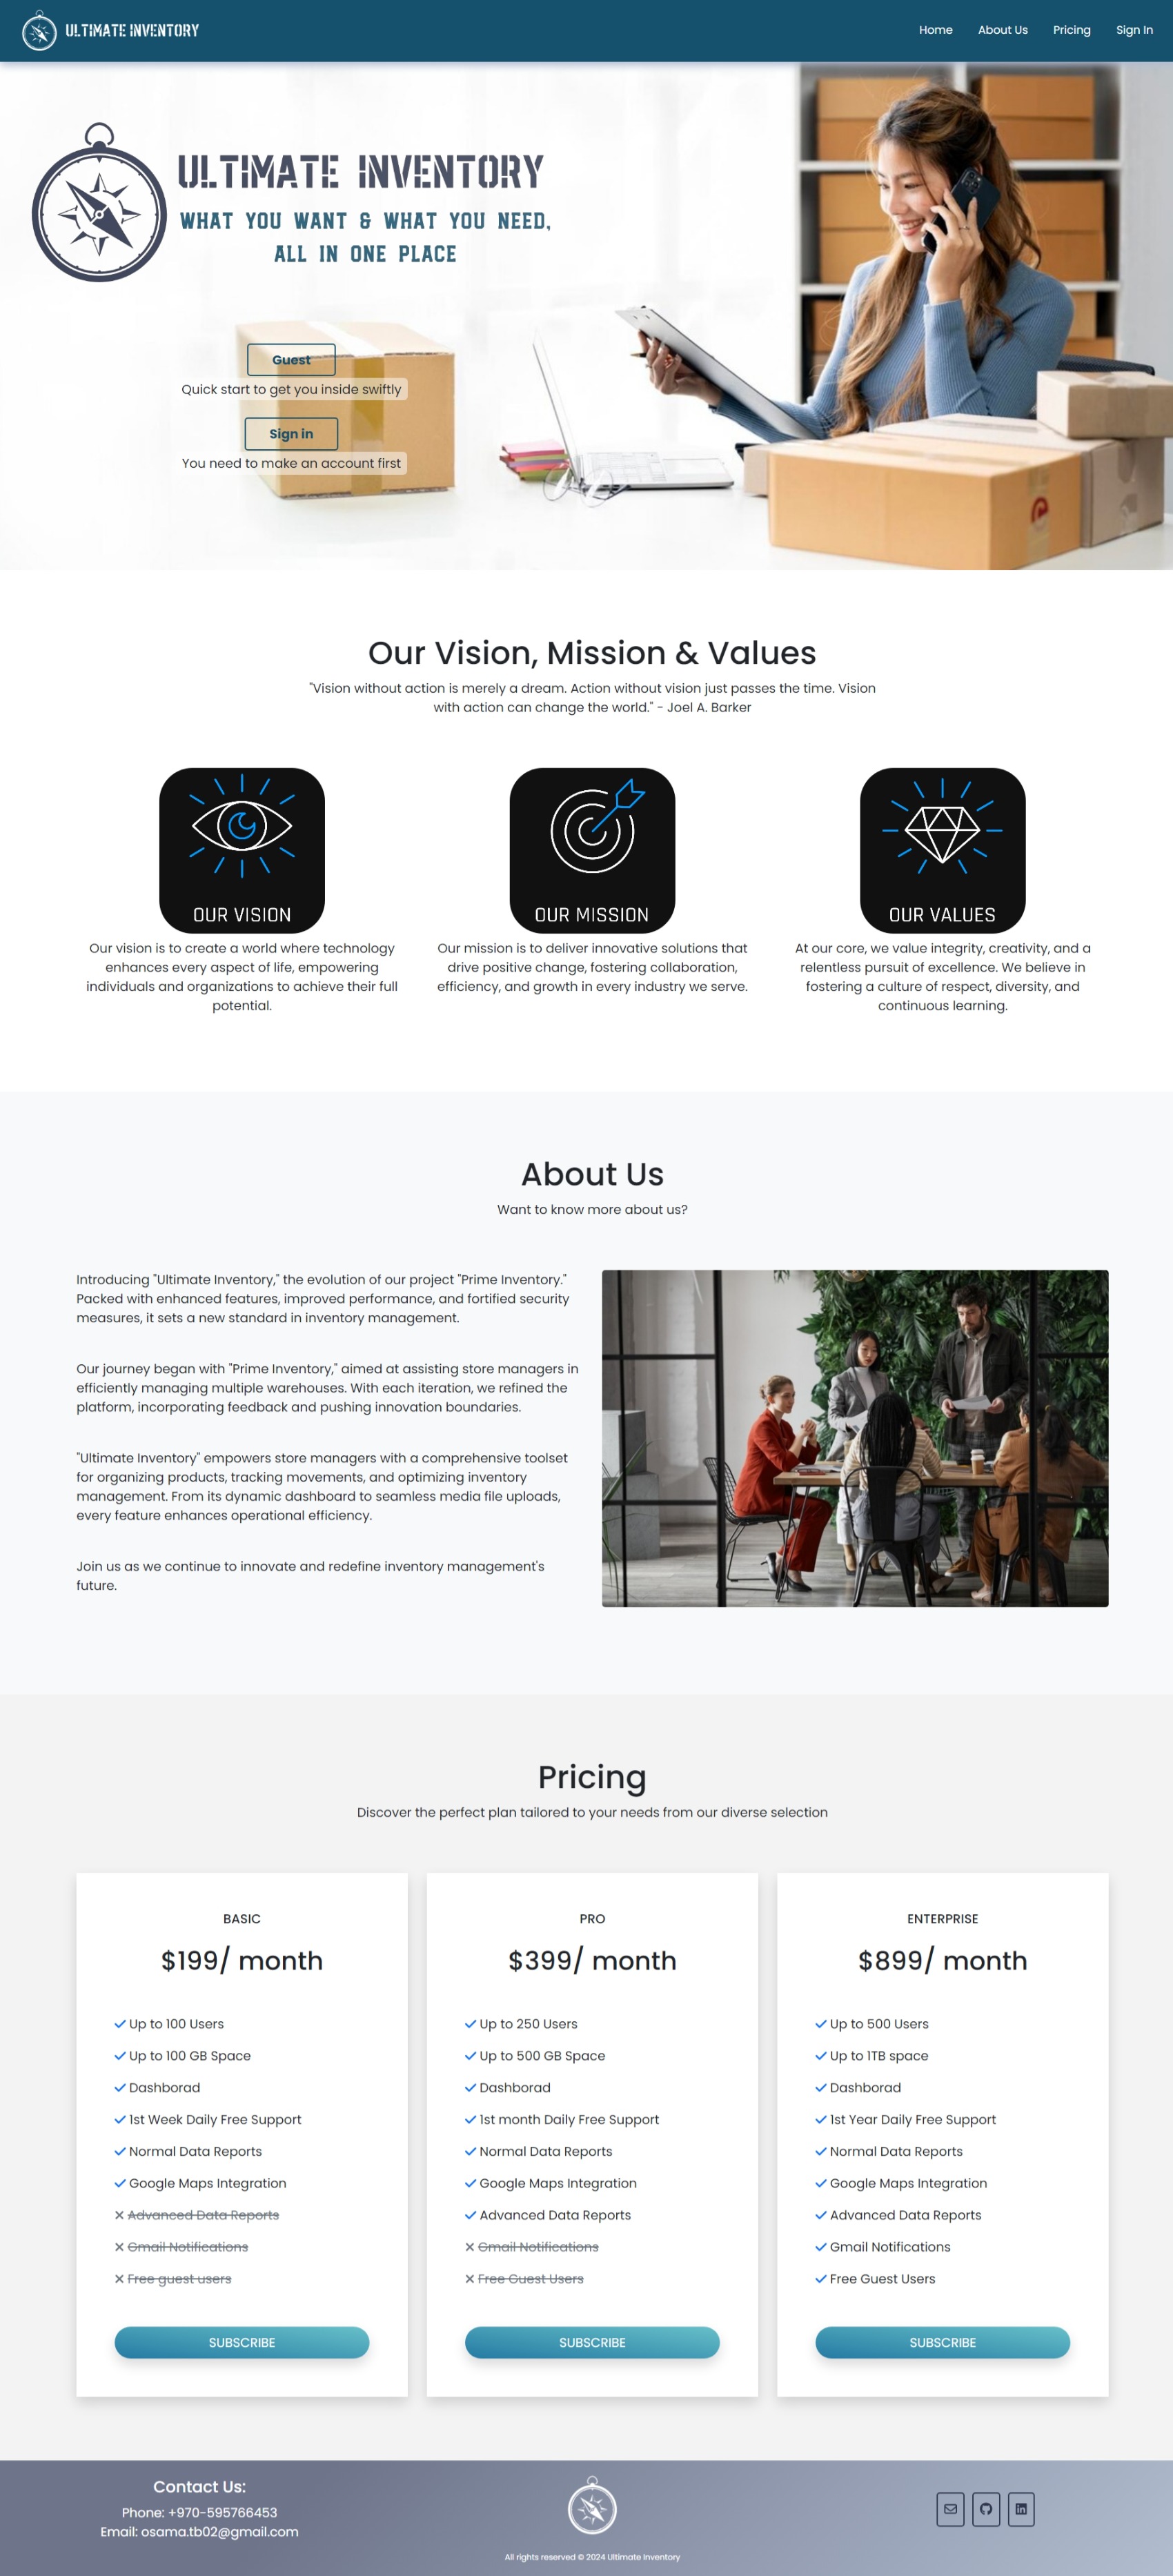 ULTIMATE INVENTORY
Home
About Us
Pricing
Sign In
ULTIMATE INVENTORY
WHAT YOU WANT & WHAT YOU NEED,
ALL IN ONE PLACE
Guest
Quick start to get you inside swiftly
Sign in
You need to make an account first
Our Vision, Mission & Values
"Vision without action is merely a dream. Action without vision just passes the time. Vision
with action can change the world." - Joel A. Barker
OUR VISION
Our vision is to create a world where technology
enhances every aspect of life, empowering
individuals and organizations to achieve their full
potential.
OUR MISSION
Our mission is to deliver innovative solutions that
drive positive change, fostering collaboration,
efficiency, and growth in every industry we serve.
OUR VALUES
At our core, we value integrity, creativity, and a
relentless pursuit of excellence. We believe in
fostering a culture of respect, diversity, and
continuous learning.
About Us
Want to know more about us?
Introducing "Ultimate Inventory," the evolution of our project "Prime Inventory."
Packed with enhanced features, improved performance, and fortified security
measures, it sets a new standard in inventory management.
Our journey began with "Prime Inventory," aimed at assisting store managers in
efficiently managing multiple warehouses. With each iteration, we refined the
platform, incorporating feedback and pushing innovation boundaries.
"Ultimate Inventory" empowers store managers with a comprehensive toolset
for organizing products, tracking movements, and optimizing inventory
management. From its dynamic dashboard to seamless media file uploads,
every feature enhances operational efficiency.
Join us as we continue to innovate and redefine inventory management's
future.
Pricing
Discover the perfect plan tailored to your needs from our diverse selection
BASIC
$199/ month
Up to 100 Users
Up to 100 GB Space
Dashborad
1st Week Daily Free Support
Normal Data Reports
Google Maps Integration
Advanced Data Reports
Gmail Notifications
Free guest users
SUBSCRIBE
PRO
$399/ month
Up to 250 Users
Up to 500 GB Space
Dashborad
1st month Daily Free Support
Normal Data Reports
Google Maps Integration
Advanced Data Reports
Gmail Notifications
Free Guest Users
SUBSCRIBE
ENTERPRISE
$899/ month
Up to 500 Users
Up to 1TB space
Dashborad
1st Year Daily Free Support
Normal Data Reports
Google Maps Integration
Advanced Data Reports
Gmail Notifications
Free Guest Users
SUBSCRIBE
Contact Us:
Phone: +970-595766453
Email: osama.tb02@gmail.com
All rights reserved © 2024 Ultimate Inventory